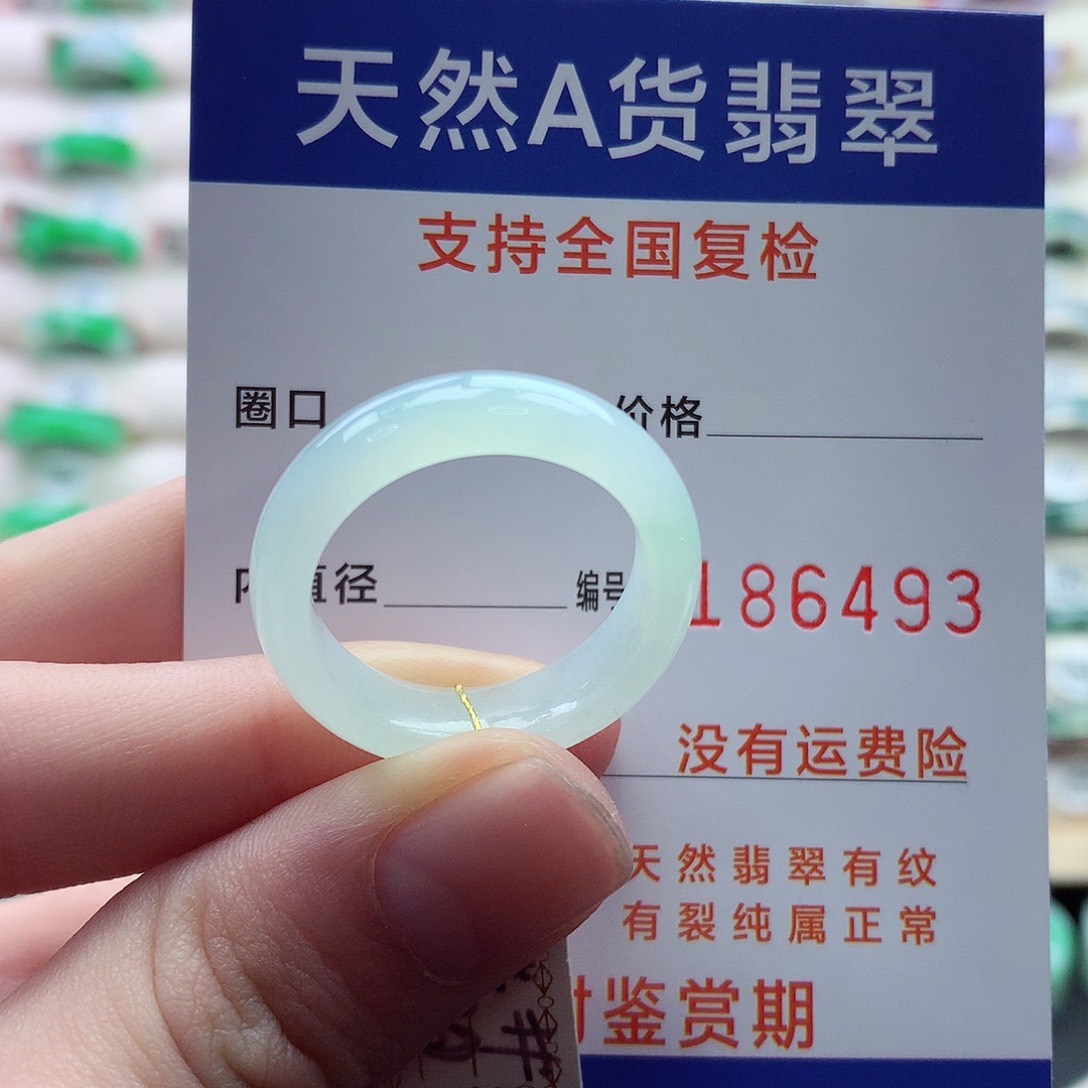 天然A货翡翠
支持全国复检
圈口 价格
内直径 编号 186493
没有运费险
天然翡翠有纹
有裂纯属正常
鉴赏期